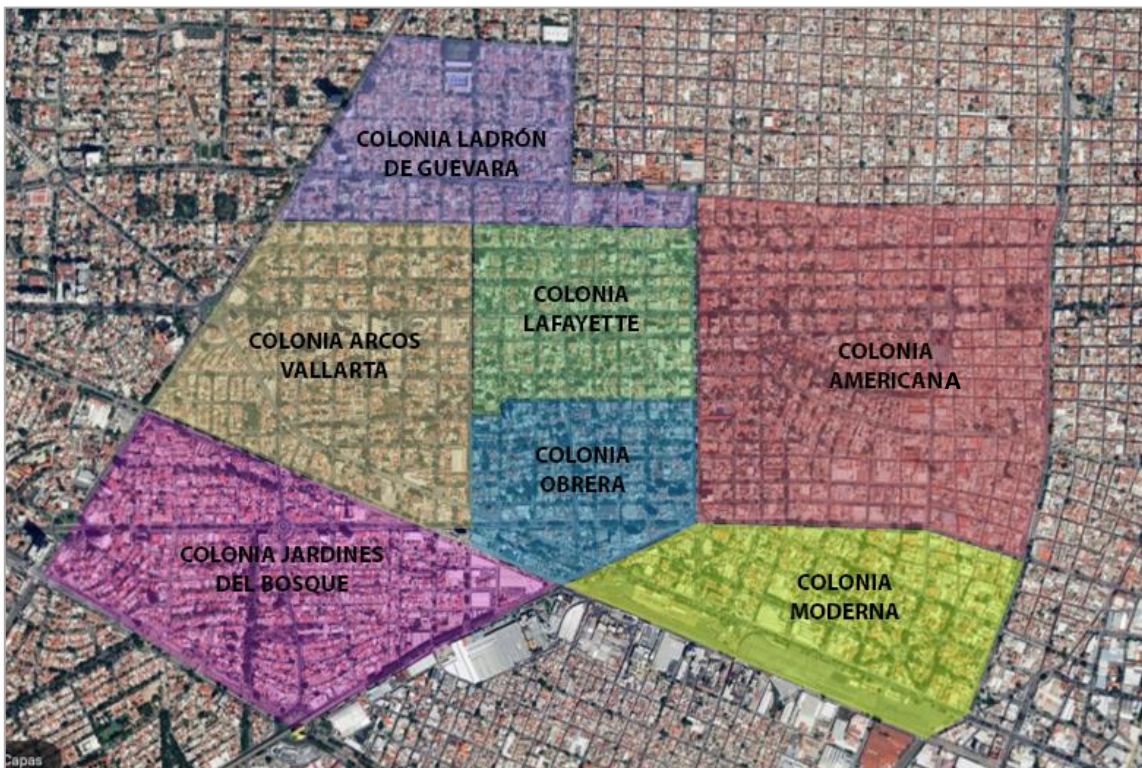 COLONIA LADRÓN
DE GUEVARA
COLONIA
LAFAYETTE
COLONIA ARCOS
VALLARTA
COLONIA
AMERICANA
COLONIA
OBRERA
COLONIA JARDINES
DEL BOSQUE
COLONIA
MODERNA
Capas